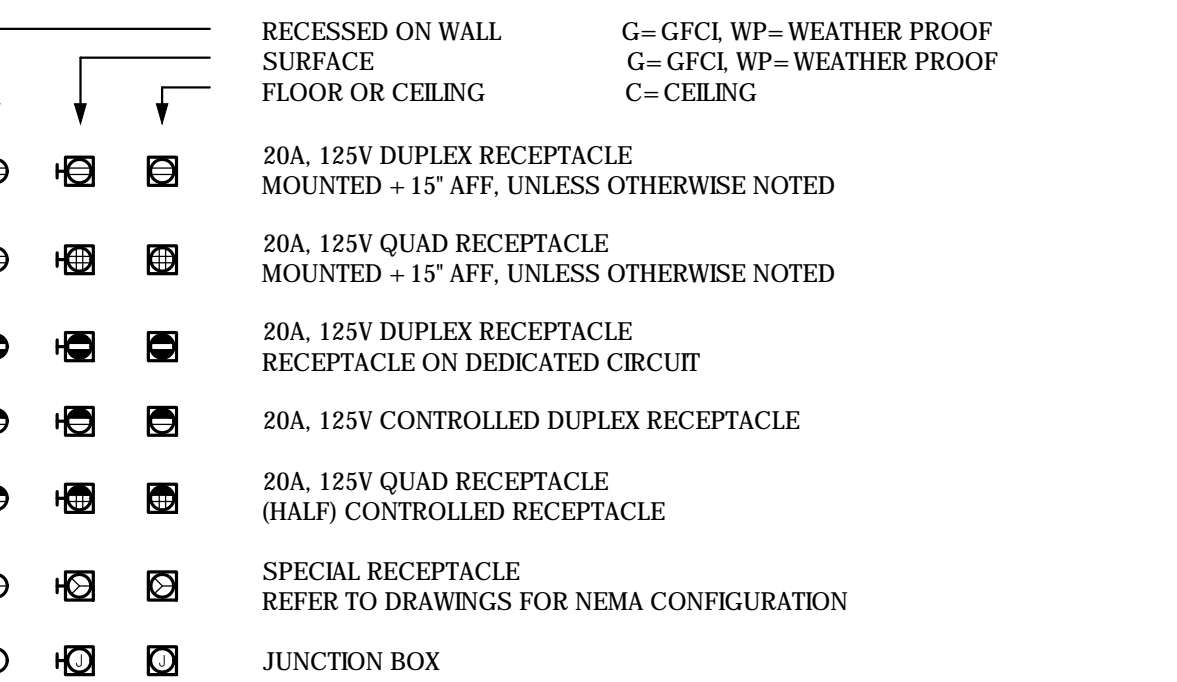 RECESSED ON WALL G=GFCI, WP=WEATHER PROOF
SURFACE G=GFCI, WP=WEATHER PROOF
FLOOR OR CEILING C=CEILING
20A, 125V DUPLEX RECEPTACLE
MOUNTED +15" AFF, UNLESS OTHERWISE NOTED
20A, 125V QUAD RECEPTACLE
MOUNTED +15" AFF, UNLESS OTHERWISE NOTED
20A, 125V DUPLEX RECEPTACLE
RECEPTACLE ON DEDICATED CIRCUIT
20A, 125V CONTROLLED DUPLEX RECEPTACLE
20A, 125V QUAD RECEPTACLE
(HALF) CONTROLLED RECEPTACLE
SPECIAL RECEPTACLE
REFER TO DRAWINGS FOR NEMA CONFIGURATION
J J JUNCTION BOX